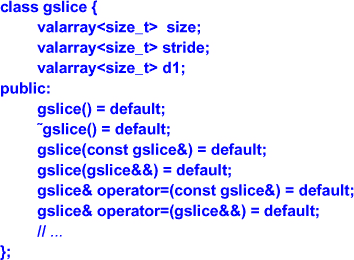 class gslice {
valarray<size_t> size;
valarray<size_t> stride;
valarray<size_t> d1;
public:
gslice() = default;
~gslice() = default;
gslice(const gslice&) = default;
gslice(gslice&&) = default;
gslice& operator=(const gslice&) = default;
gslice& operator=(gslice&&) = default;
// ...
};